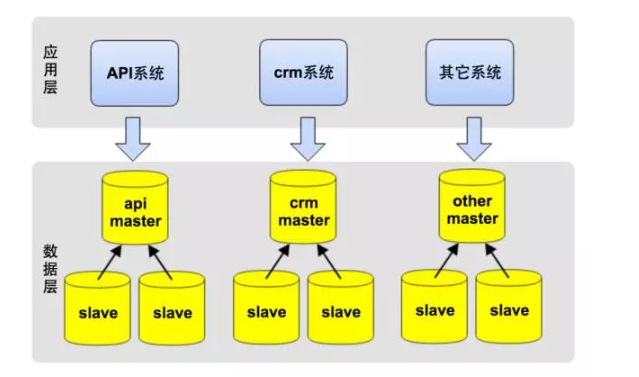 应用层
API系统
crm系统
其它系统
数据层
api
master
crm
master
other
master
slave
slave
slave
slave
slave
slave